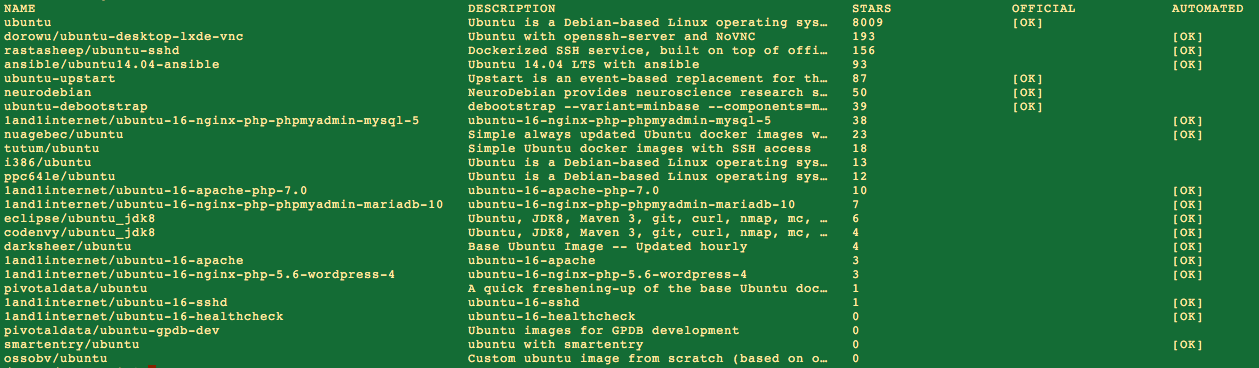 NAME DESCRIPTION STARS OFFICIAL AUTOMATED
ubuntu Ubuntu is a Debian-based Linux operating sys… 8009 [OK]
dorowu/ubuntu-desktop-lxde-vnc Ubuntu with openssh-server and NoVNC 193 [OK]
rastasheep/ubuntu-sshd Dockerized SSH service, built on top of offi… 156 [OK]
ansible/ubuntu14.04-ansible Ubuntu 14.04 LTS with ansible 93 [OK]
ubuntu-upstart Upstart is an event-based replacement for th… 87 [OK]
neurodebian NeuroDebian provides neuroscience research s… 50 [OK]
ubuntu-debootstrap debootstrap --variant=minbase --components=m… 39 [OK]
1and1internet/ubuntu-16-nginx-php-phpmyadmin-mysql-5 ubuntu-16-nginx-php-phpmyadmin-mysql-5 38 [OK]
nuagebec/ubuntu Simple always updated Ubuntu docker images w… 23 [OK]
tutum/ubuntu Simple Ubuntu docker images with SSH access 18
i386/ubuntu Ubuntu is a Debian-based Linux operating sys… 13
ppc64le/ubuntu Ubuntu is a Debian-based Linux operating sys… 12
1and1internet/ubuntu-16-apache-php-7.0 ubuntu-16-apache-php-7.0 10 [OK]
1and1internet/ubuntu-16-nginx-php-phpmyadmin-mariadb-10 ubuntu-16-nginx-php-phpmyadmin-mariadb-10 7 [OK]
eclipse/ubuntu_jdk8 Ubuntu, JDK8, Maven 3, git, curl, nmap, mc, … 6 [OK]
codenvy/ubuntu_jdk8 Ubuntu, JDK8, Maven 3, git, curl, nmap, mc, … 4 [OK]
darksheer/ubuntu Base Ubuntu Image -- Updated hourly 4 [OK]
1and1internet/ubuntu-16-apache ubuntu-16-apache 3 [OK]
1and1internet/ubuntu-16-nginx-php-5.6-wordpress-4 ubuntu-16-nginx-php-5.6-wordpress-4 3 [OK]
pivotaldata/ubuntu A quick freshening-up of the base Ubuntu doc… 1
1and1internet/ubuntu-16-sshd ubuntu-16-sshd 1 [OK]
1and1internet/ubuntu-16-healthcheck ubuntu-16-healthcheck 0 [OK]
pivotaldata/ubuntu-gpdb-dev Ubuntu images for GPDB development 0
smartentry/ubuntu ubuntu with smartentry 0 [OK]
ossobv/ubuntu Custom ubuntu image from scratch (based on o… 0